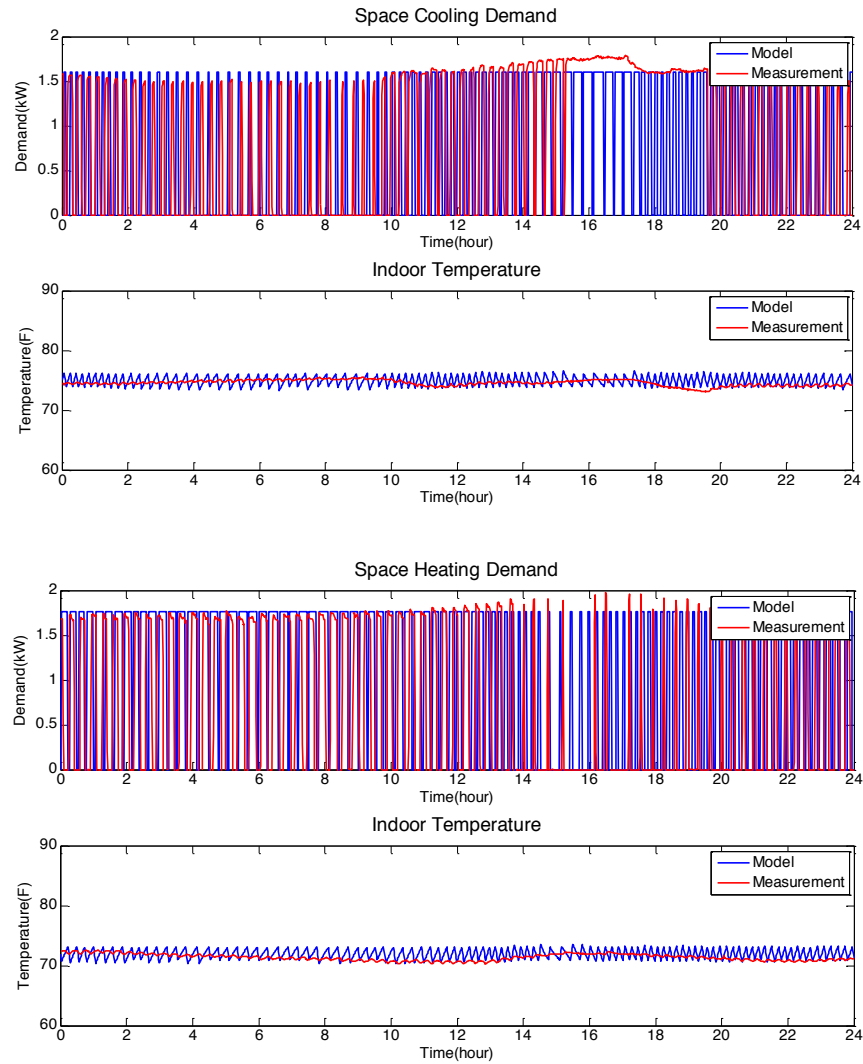 Space Cooling Demand
2
1.5
1
0.5
0
Demand(kW)
Model
Measurement
0 2 4 6 8 10 12 14 16 18 20 22 24
Time(hour)
Indoor Temperature
90
80
70
60
Temperature(F)
Model
Measurement
0 2 4 6 8 10 12 14 16 18 20 22 24
Time(hour)
Space Heating Demand
2
1.5
1
0.5
0
Demand(kW)
Model
Measurement
0 2 4 6 8 10 12 14 16 18 20 22 24
Time(hour)
Indoor Temperature
90
80
70
60
Temperature(F)
Model
Measurement
0 2 4 6 8 10 12 14 16 18 20 22 24
Time(hour)